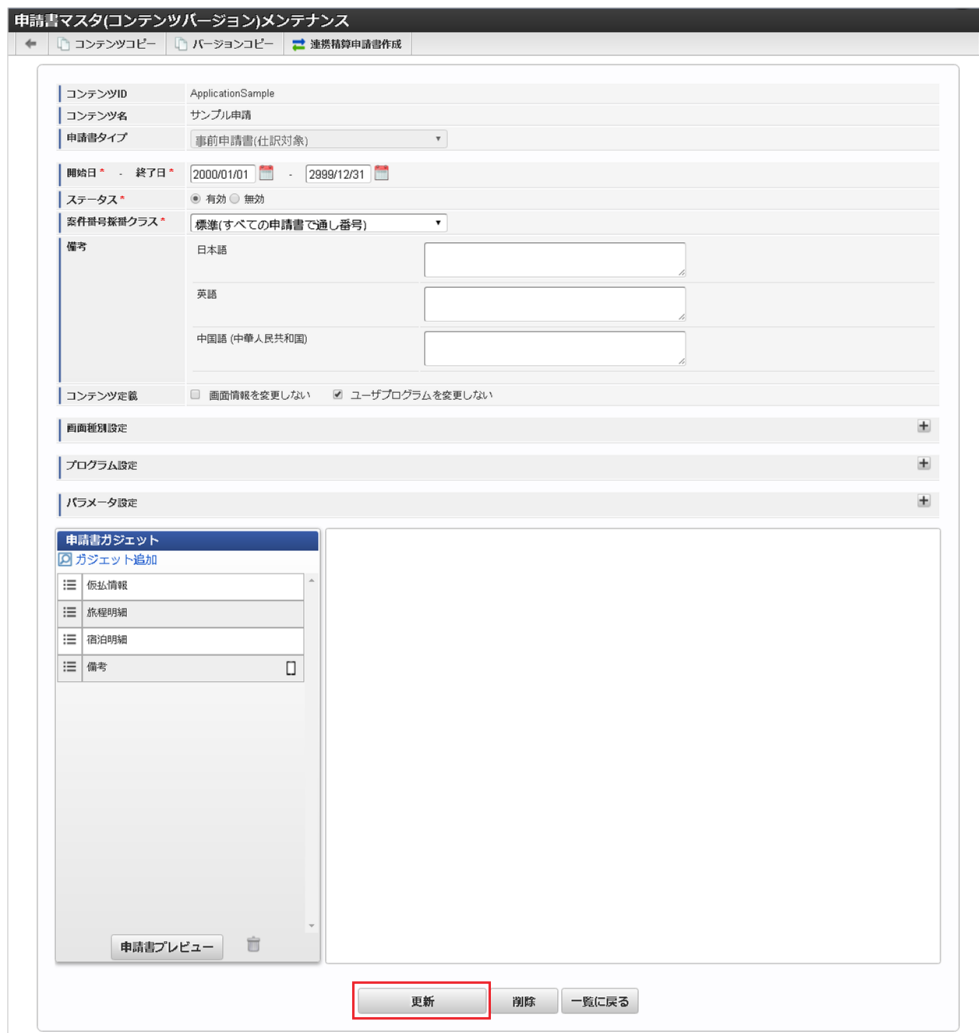 申請書マスタ(コンテンツバージョン)メンテナンス
コンテンツコピー バージョンコピー 連携精算申請書作成
コンテンツID ApplicationSample
コンテンツ名 サンプル申請
申請書タイプ 事前申請書(仕訳対象)
開始日* - 終了日* 2000/01/01 - 2999/12/31
ステータス* 有効 無効
案件番号採番クラス* 標準(すべての申請書で通し番号)
備考 日本語
英語
中国語 (中華人民共和国)
コンテンツ定義 画面情報を変更しない ユーザプログラムを変更しない
画面種別設定
プログラム設定
パラメータ設定
申請書ガジェット
ガジェット追加
仮払情報
旅程明細
宿泊明細
備考
申請書プレビュー
更新 削除 一覧に戻る